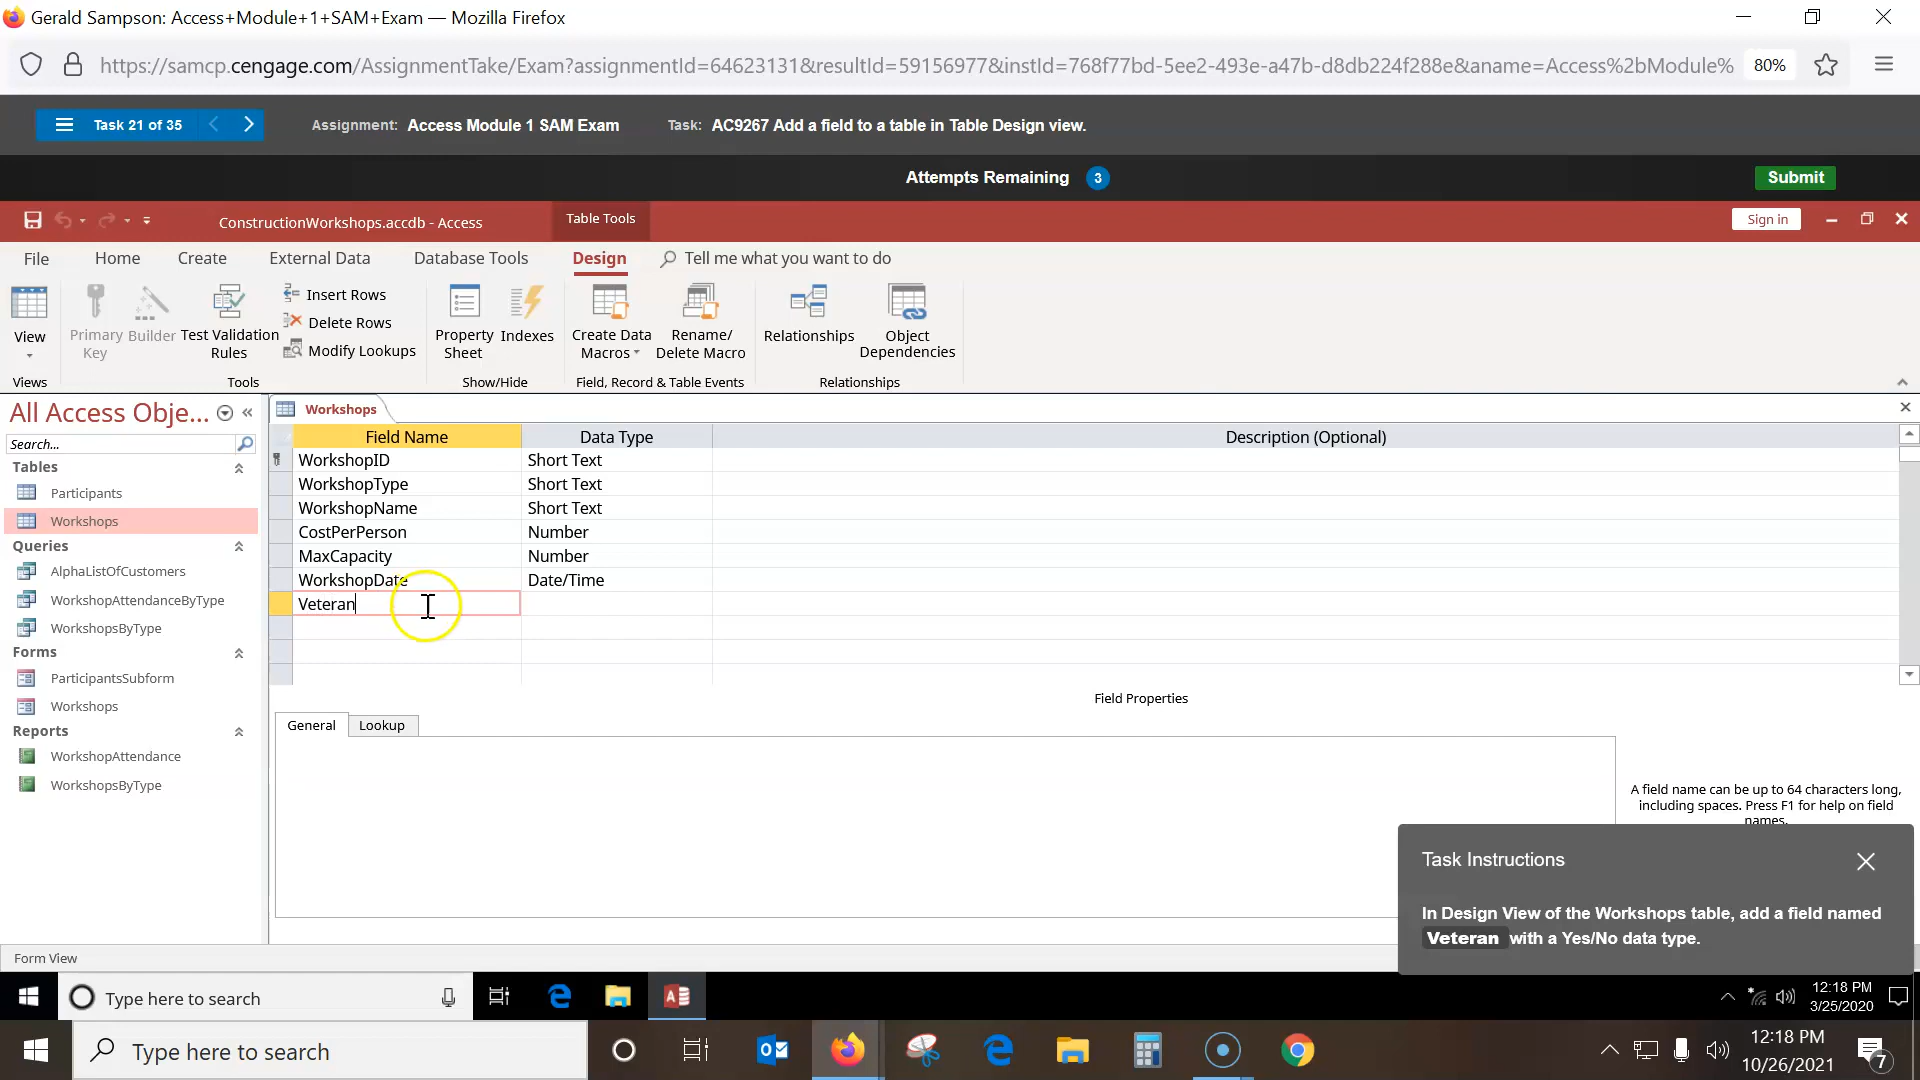 Gerald Sampson: Access+Module+1+SAM+Exam — Mozilla Firefox
https://samcp.cengage.com/AssignmentTake/Exam?assignmentId=64623131&resultId=59156977&instId=768f77bd-5ee2-493e-a47b-d8db224f288e&aname=Access%2bModule%
80%
Task 21 of 35
Assignment: Access Module 1 SAM Exam
Task: AC9267 Add a field to a table in Table Design view.
Attempts Remaining 3
Submit
ConstructionWorkshops.accdb - Access
Table Tools
Sign in
File Home Create External Data Database Tools Design Tell me what you want to do
View
Primary Key
Builder
Test Validation Rules
Insert Rows
Delete Rows
Modify Lookups
Property Sheet
Indexes
Create Data Macros
Rename/ Delete Macro
Relationships
Object Dependencies
Views
Tools
Show/Hide
Field, Record & Table Events
Relationships
All Access Obje...
Search...
Tables
Participants
Workshops
Queries
AlphaListOfCustomers
WorkshopAttendanceByType
WorkshopsByType
Forms
ParticipantsSubform
Workshops
Reports
WorkshopAttendance
WorkshopsByType
Workshops
Field Name Data Type Description (Optional)
WorkshopID Short Text
WorkshopType Short Text
WorkshopName Short Text
CostPerPerson Number
MaxCapacity Number
WorkshopDate Date/Time
Veteran
Field Properties
General Lookup
A field name can be up to 64 characters long,
including spaces. Press F1 for help on field
names.
Task Instructions
In Design View of the Workshops table, add a field named
Veteran with a Yes/No data type.
Form View
Type here to search
12:18 PM
3/25/2020
Type here to search
12:18 PM
10/26/2021
7